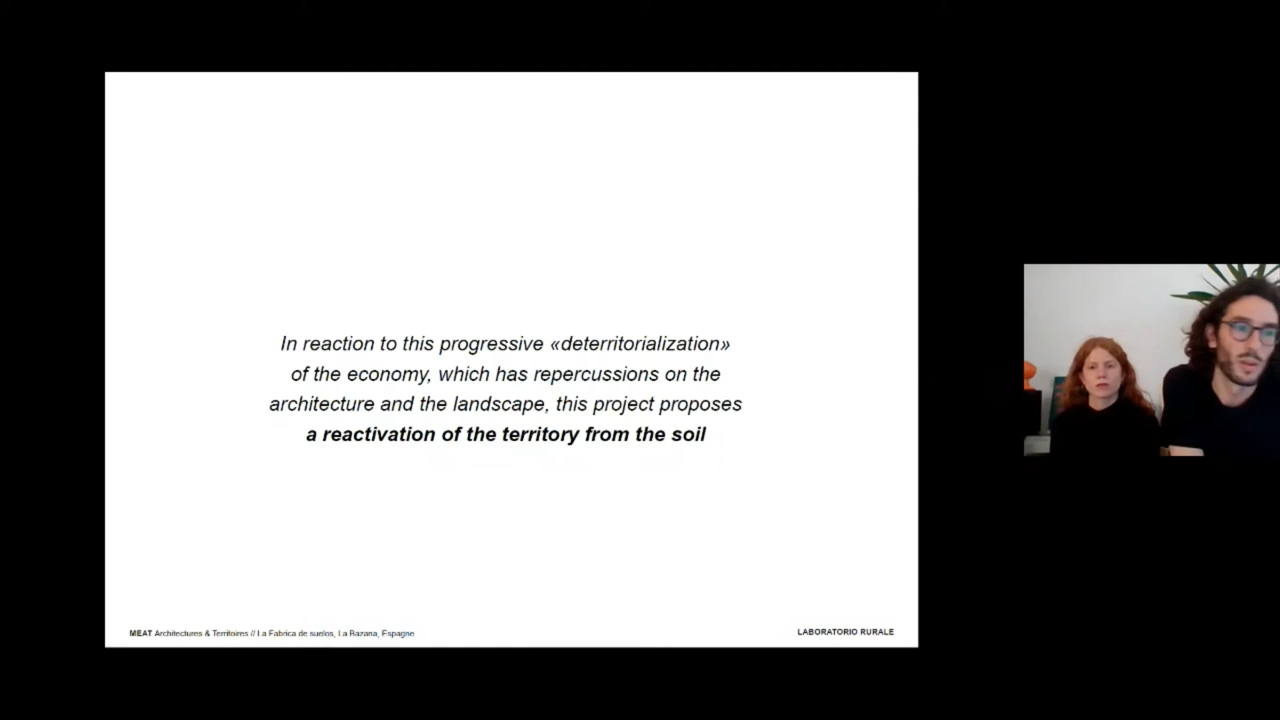 In reaction to this progressive «deterritorialization»
of the economy, which has repercussions on the
architecture and the landscape, this project proposes
a reactivation of the territory from the soil
MEAT Architectures & Territoires // La Fabrica de suelos, La Bazana, Espagne
LABORATORIO RURALE